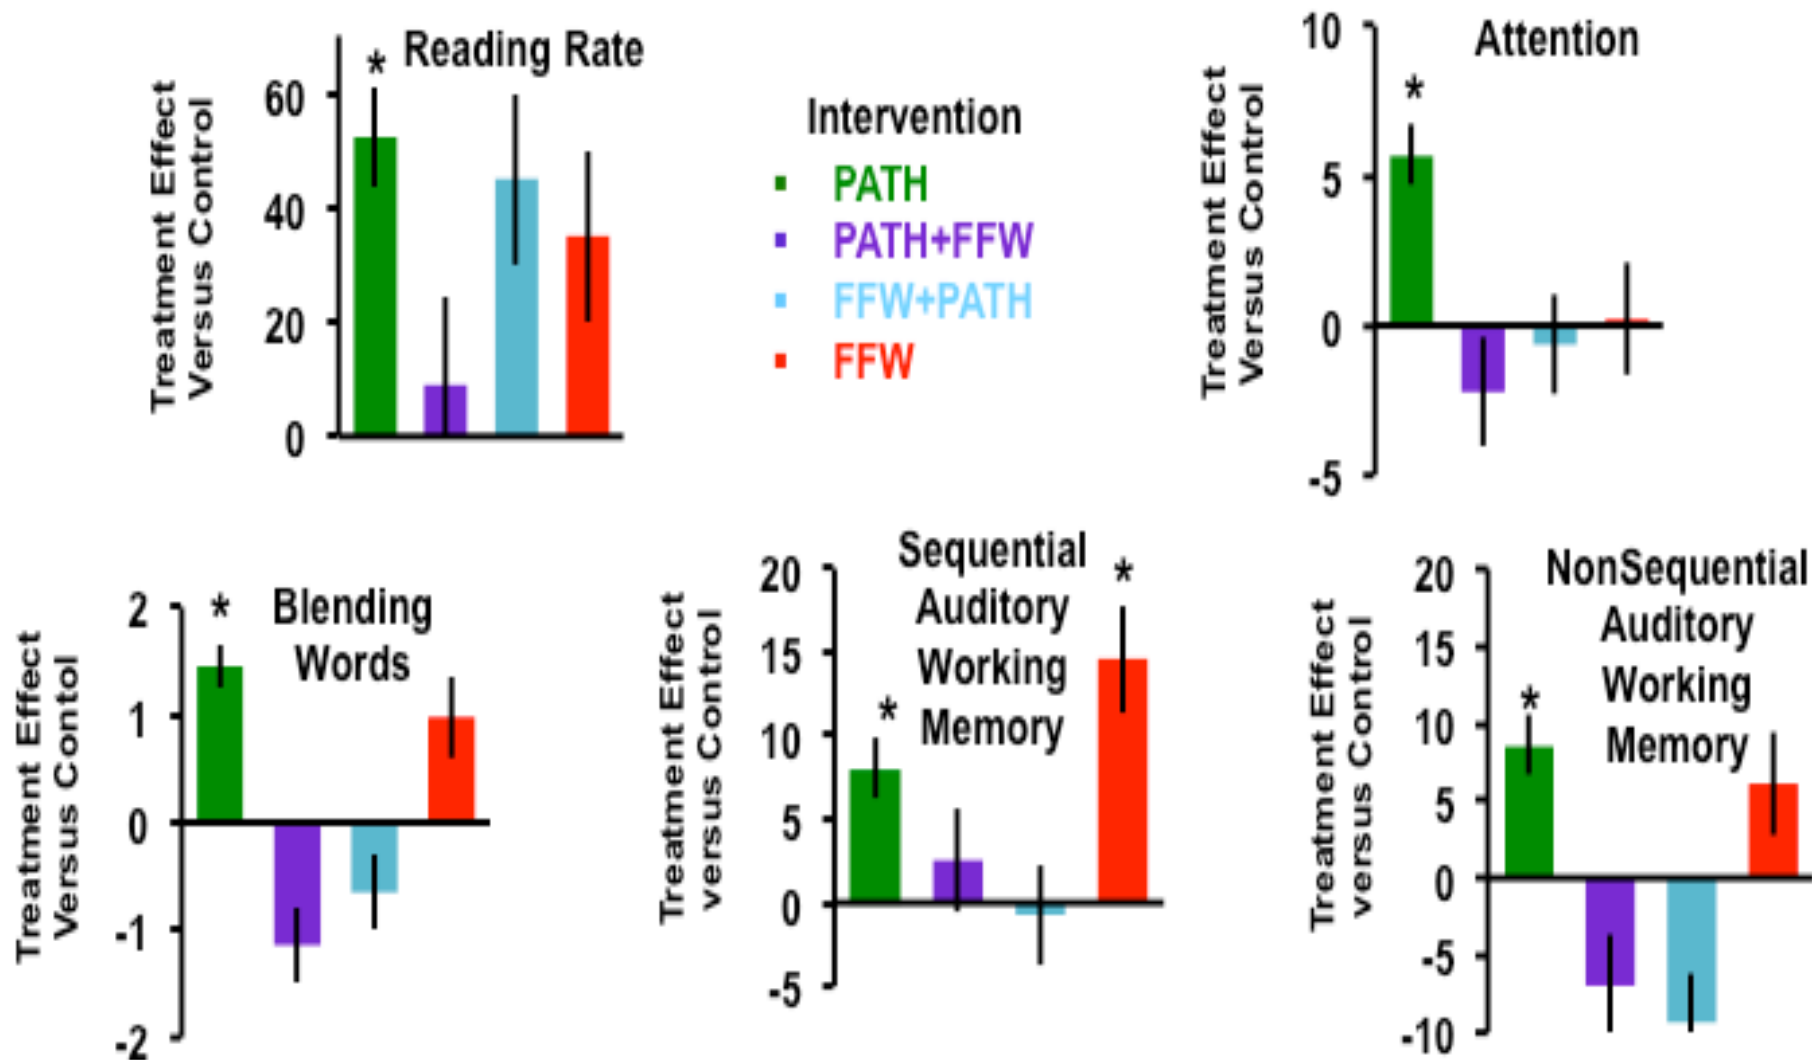 Reading Rate
*
Treatment Effect
Versus Control
60
40
20
0
Intervention
PATH
PATH+FFW
FFW+PATH
FFW
Attention
*
Treatment Effect
Versus Control
10
5
0
-5
Blending
Words
*
Treatment Effect
Versus Contol
2
1
0
-1
-2
Sequential
Auditory
Working
Memory
*
*
Treatment Effect
versus Control
20
15
10
5
0
-5
NonSequential
Auditory
Working
Memory
*
Treatment Effect
versus Control
20
15
10
5
0
-5
-10